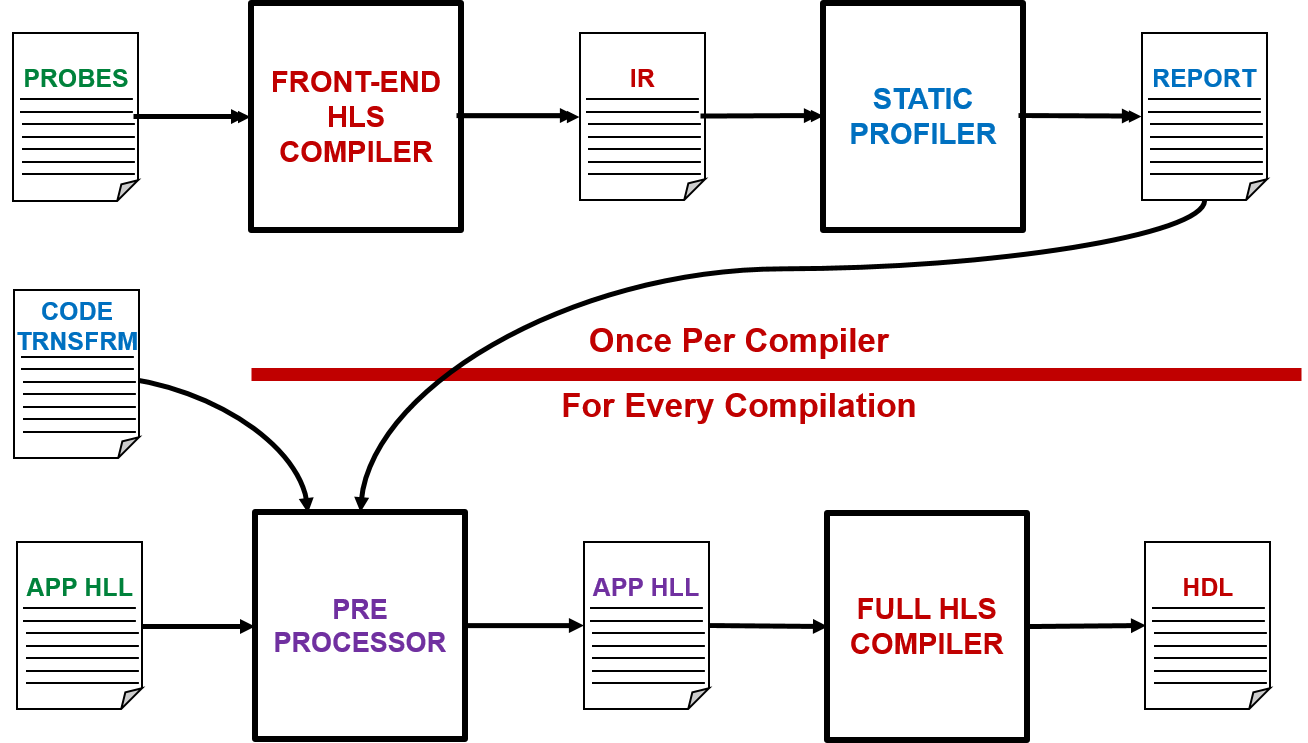 PROBES
FRONT-END
HLS
COMPILER
IR
STATIC
PROFILER
REPORT
CODE
TRNSFRM
Once Per Compiler
For Every Compilation
APP HLL
PRE
PROCESSOR
APP HLL
FULL HLS
COMPILER
HDL